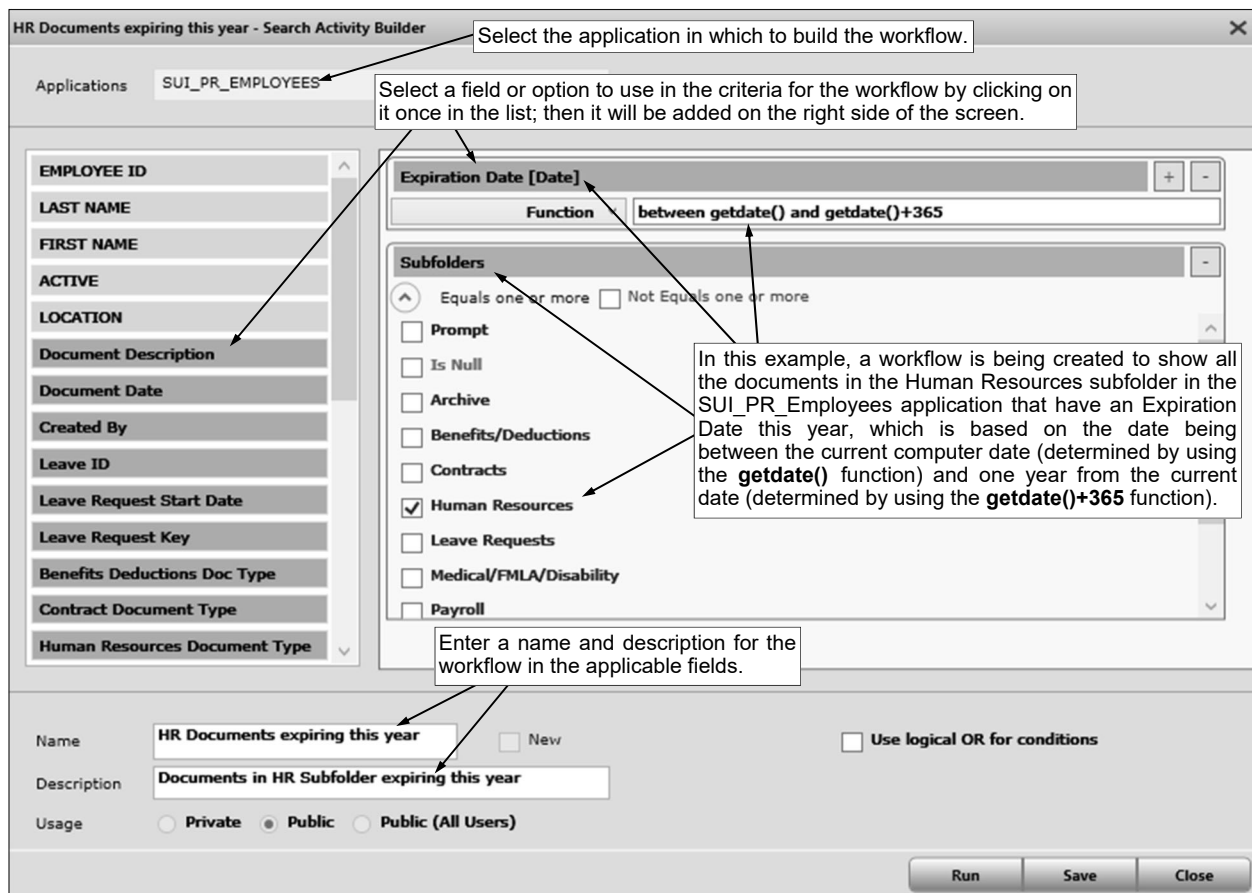 HR Documents expiring this year - Search Activity Builder
Select the application in which to build the workflow.
Applications
SUI_PR_EMPLOYEES
Select a field or option to use in the criteria for the workflow by clicking on
it once in the list; then it will be added on the right side of the screen.
EMPLOYEE ID
LAST NAME
FIRST NAME
ACTIVE
LOCATION
Document Description
Document Date
Created By
Leave ID
Leave Request Start Date
Leave Request Key
Benefits Deductions Doc Type
Contract Document Type
Human Resources Document Type
Expiration Date [Date]
+ -
Function
between getdate() and getdate()+365
Subfolders
-
Equals one or more
Not Equals one or more
Prompt
Is Null
Archive
Benefits/Deductions
Contracts
Human Resources
Leave Requests
Medical/FMLA/Disability
Payroll
In this example, a workflow is being created to show all
the documents in the Human Resources subfolder in the
SUI_PR_Employees application that have an Expiration
Date this year, which is based on the date being
between the current computer date (determined by using
the getdate() function) and one year from the current
date (determined by using the getdate()+365 function).
Enter a name and description for the
workflow in the applicable fields.
Name
HR Documents expiring this year
New
Use logical OR for conditions
Description
Documents in HR Subfolder expiring this year
Usage
Private
Public
Public (All Users)
Run
Save
Close